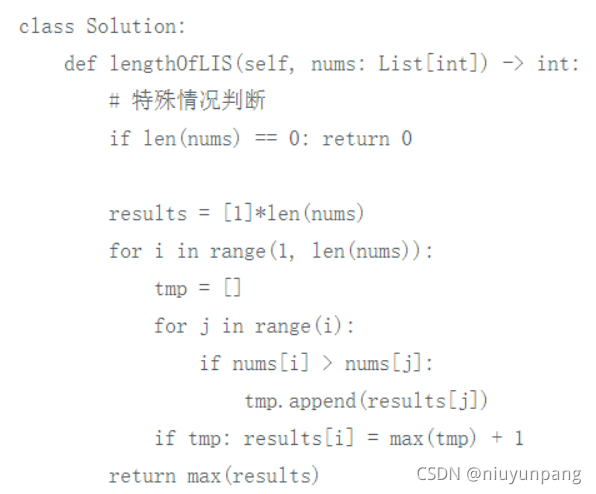 class Solution:
    def lengthOfLIS(self, nums: List[int]) -> int:
        # 特殊情况判断
        if len(nums) == 0: return 0

        results = [1]*len(nums)
        for i in range(1, len(nums)):
            tmp = []
            for j in range(i):
                if nums[i] > nums[j]:
                    tmp.append(results[j])
            if tmp: results[i] = max(tmp) + 1
        return max(results)
CSDN @niuyunpang